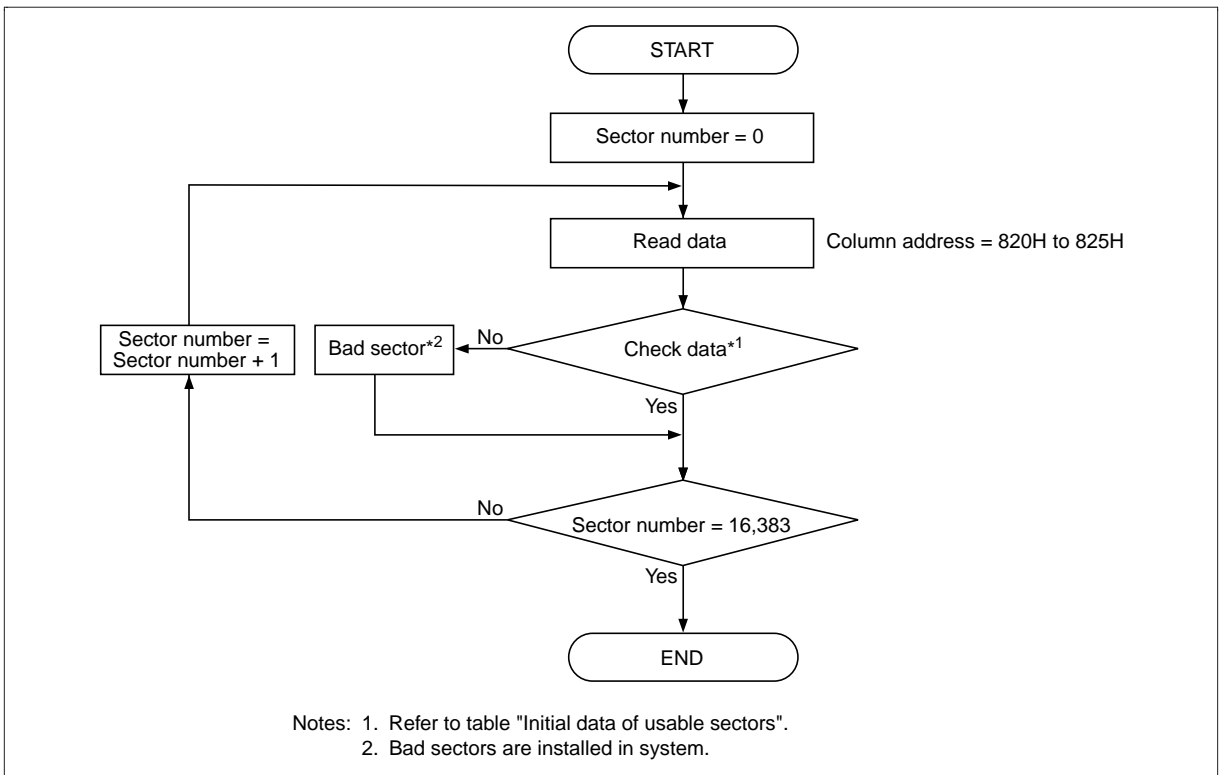 START
Sector number = 0
Read data
Column address = 820H to 825H
Sector number =
Sector number + 1
Bad sector*2
No
Check data*1
Yes
No
Sector number = 16,383
Yes
END
Notes: 1. Refer to table "Initial data of usable sectors".
2. Bad sectors are installed in system.